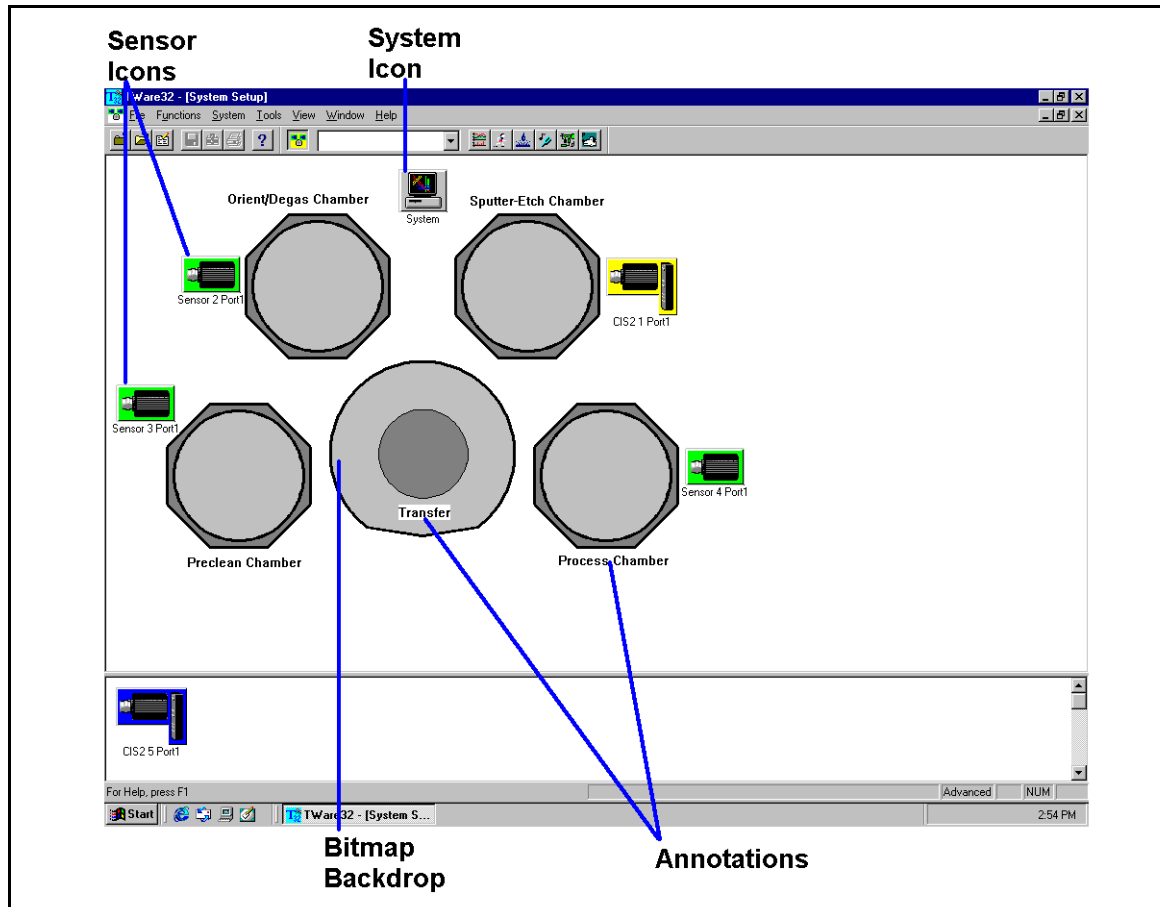 Sensor
Icons
System
Icon
TWare32 - [System Setup]
File Functions System Tools View Window Help
Orient/Degas Chamber
System
Sputter-Etch Chamber
Sensor 2 Port1
CIS2 1 Port1
Sensor 3 Port1
Sensor 4 Port1
Transfer
Preclean Chamber
Process Chamber
CIS2 5 Port1
For Help, press F1
Advanced
NUM
Start
TWare32 - [System S...
2:54 PM
Bitmap
Backdrop
Annotations